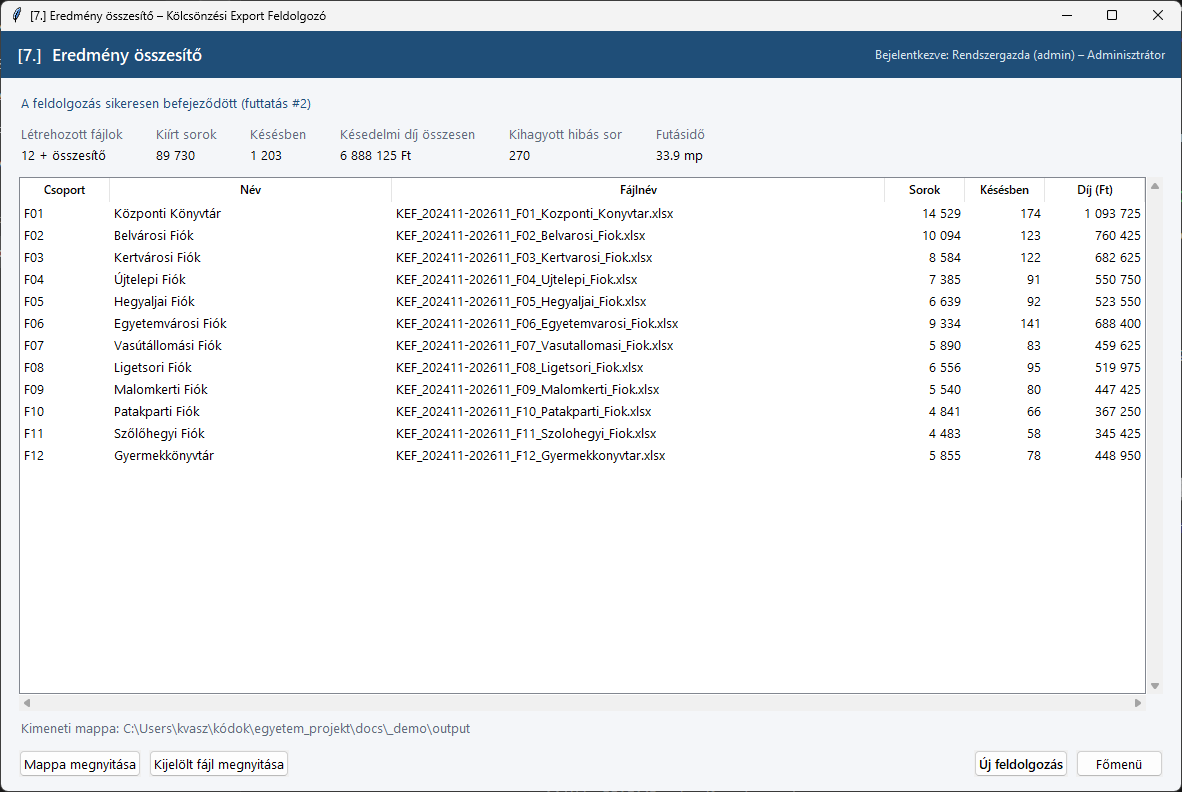 [7.] Eredmény összesítő – Kölcsönzési Export Feldolgozó
[7.] Eredmény összesítő Bejelentkezve: Rendszergazda (admin) – Adminisztrátor
A feldolgozás sikeresen befejeződött (futtatás #2)
Létrehozott fájlok Kiírt sorok Késésben Késedelmi díj összesen Kihagyott hibás sor Futásidő
12 + összesítő 89 730 1 203 6 888 125 Ft 270 33.9 mp
Csoport Név Fájlnév Sorok Késésben Díj (Ft)
F01 Központi Könyvtár KEF_202411-202611_F01_Kozponti_Konyvtar.xlsx 14 529 174 1 093 725
F02 Belvárosi Fiók KEF_202411-202611_F02_Belvarosi_Fiok.xlsx 10 094 123 760 425
F03 Kertvárosi Fiók KEF_202411-202611_F03_Kertvarosi_Fiok.xlsx 8 584 122 682 625
F04 Újtelepi Fiók KEF_202411-202611_F04_Ujtelepi_Fiok.xlsx 7 385 91 550 750
F05 Hegyaljai Fiók KEF_202411-202611_F05_Hegyaljai_Fiok.xlsx 6 639 92 523 550
F06 Egyetemvárosi Fiók KEF_202411-202611_F06_Egyetemvarosi_Fiok.xlsx 9 334 141 688 400
F07 Vasútállomási Fiók KEF_202411-202611_F07_Vasutallomasi_Fiok.xlsx 5 890 83 459 625
F08 Ligetsori Fiók KEF_202411-202611_F08_Ligetsori_Fiok.xlsx 6 556 95 519 975
F09 Malomkerti Fiók KEF_202411-202611_F09_Malomkerti_Fiok.xlsx 5 540 80 447 425
F10 Patakparti Fiók KEF_202411-202611_F10_Patakparti_Fiok.xlsx 4 841 66 367 250
F11 Szőlőhegyi Fiók KEF_202411-202611_F11_Szolohegyi_Fiok.xlsx 4 483 58 345 425
F12 Gyermekkönyvtár KEF_202411-202611_F12_Gyermekkonyvtar.xlsx 5 855 78 448 950
Kimeneti mappa: C:\Users\kvasz\kódok\egyetem_projekt\docs\_demo\output
Mappa megnyitása Kijelölt fájl megnyitása Új feldolgozás Főmenü